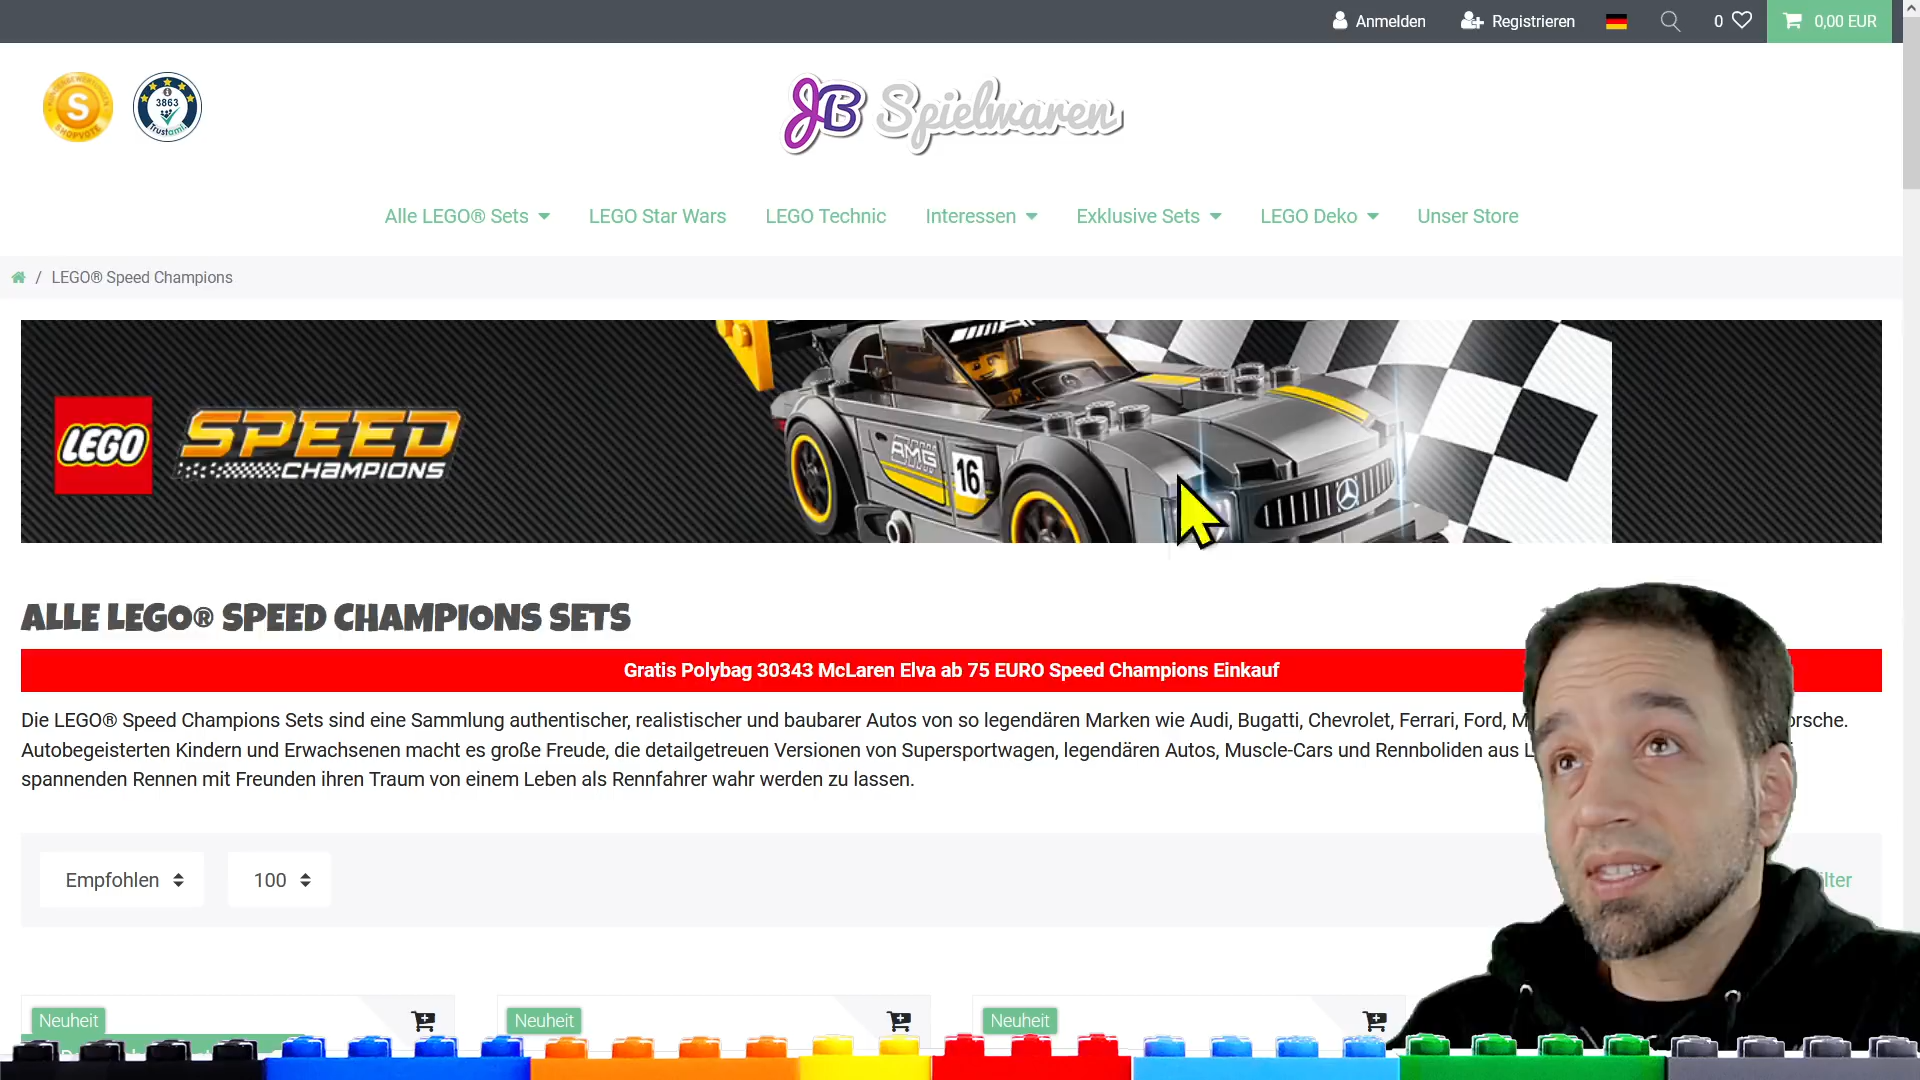 Anmelden
Registrieren
0
0,00 EUR
S
SHOPVOTE
3863
Trustami
JB Spielwaren
Alle LEGO® Sets
LEGO Star Wars
LEGO Technic
Interessen
Exklusive Sets
LEGO Deko
Unser Store
/ LEGO® Speed Champions
LEGO
SPEED
CHAMPIONS
AMG
16
ALLE LEGO® SPEED CHAMPIONS SETS
Gratis Polybag 30343 McLaren Elva ab 75 EURO Speed Champions Einkauf
Die LEGO® Speed Champions Sets sind eine Sammlung authentischer, realistischer und baubarer Autos von so legendären Marken wie Audi, Bugatti, Chevrolet, Ferrari, Ford, M orsche.
Autobegeisterten Kindern und Erwachsenen macht es große Freude, die detailgetreuen Versionen von Supersportwagen, legendären Autos, Muscle-Cars und Rennboliden aus L
spannenden Rennen mit Freunden ihren Traum von einem Leben als Rennfahrer wahr werden zu lassen.
Empfohlen
100
ilter
Neuheit
Neuheit
Neuheit